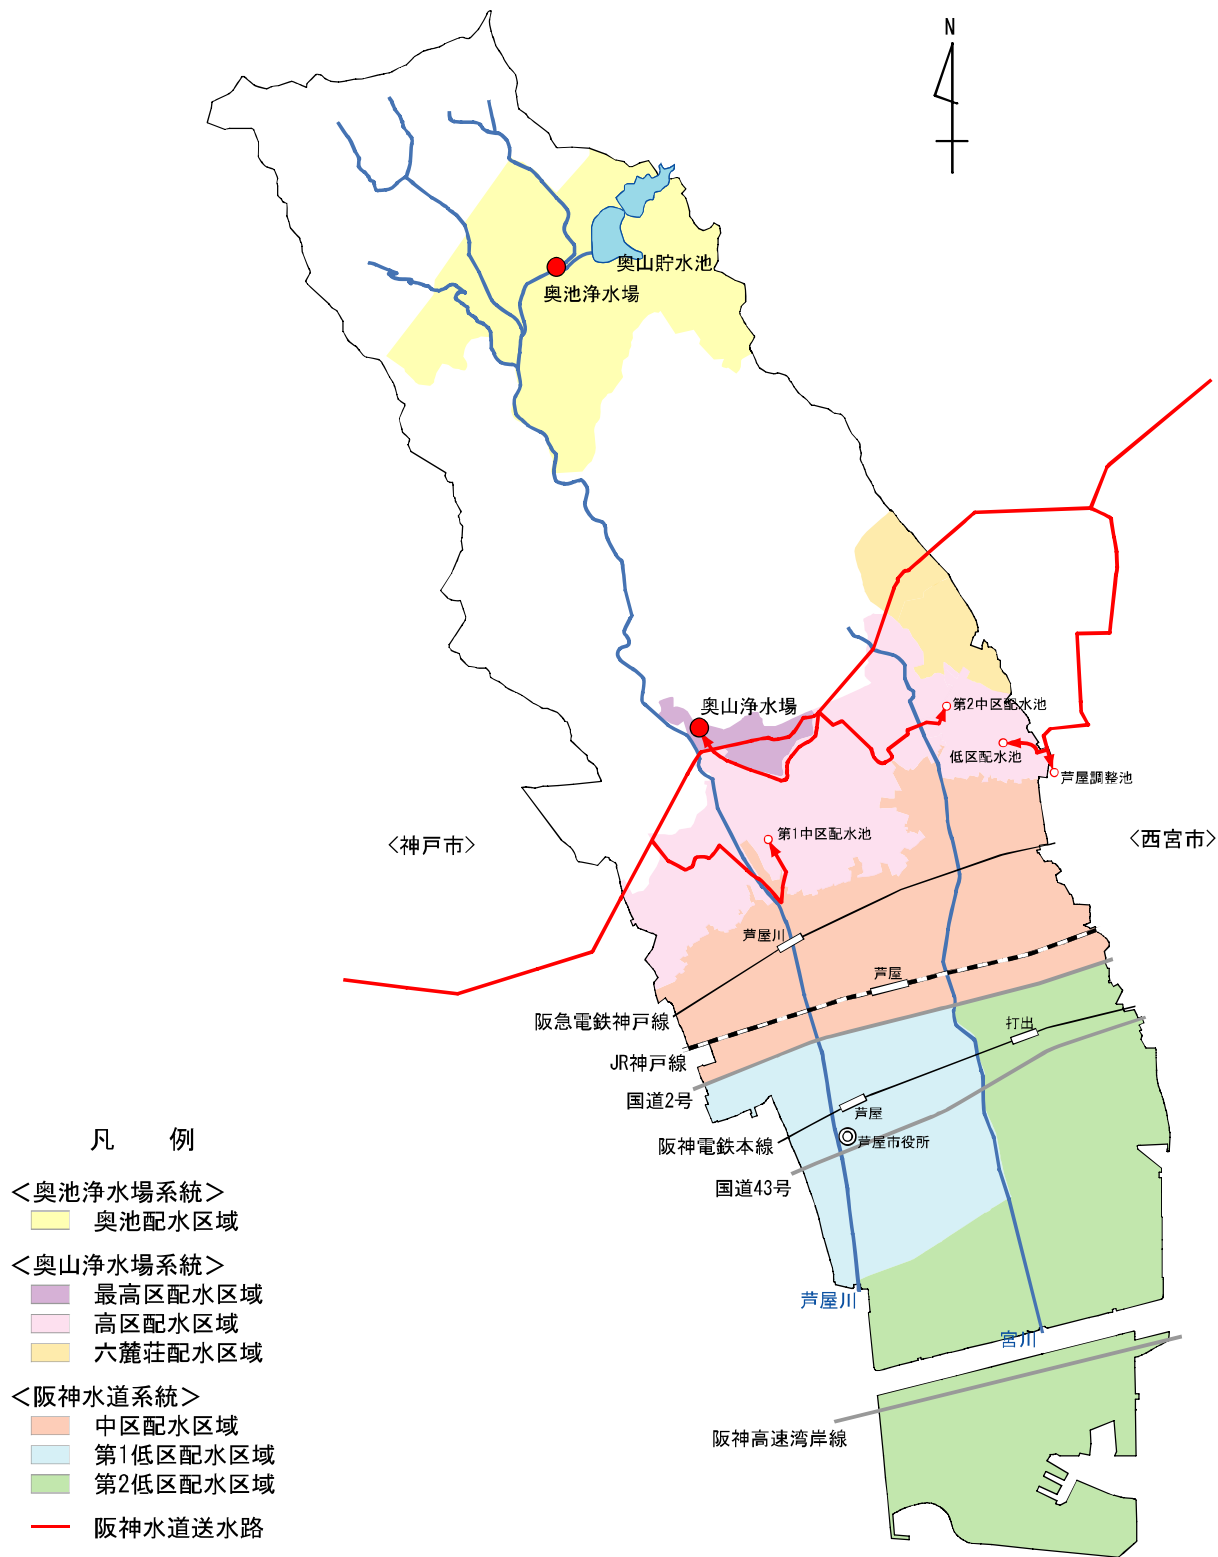 N
奥山貯水池
奥池浄水場
奥山浄水場
第2中区配水池
低区配水池
芦屋調整池
第1中区配水池
<神戸市>
<西宮市>
芦屋川
芦屋
阪急電鉄神戸線
打出
JR神戸線
国道2号
芦屋
阪神電鉄本線
芦屋市役所
国道43号
芦屋川
宮川
阪神高速湾岸線
凡 例
<奥池浄水場系統>
奥池配水区域
<奥山浄水場系統>
最高区配水区域
高区配水区域
六麓荘配水区域
<阪神水道系統>
中区配水区域
第1低区配水区域
第2低区配水区域
阪神水道送水路